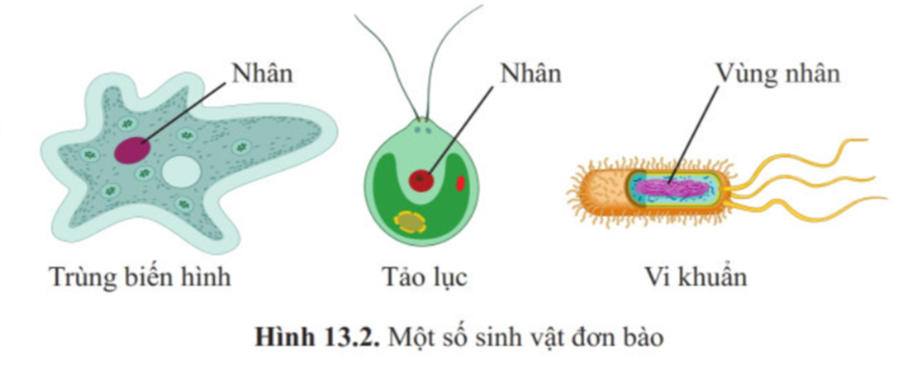 Nhân
Nhân
Vùng nhân
Trùng biến hình
Tảo lục
Vi khuẩn
Hình 13.2. Một số sinh vật đơn bào